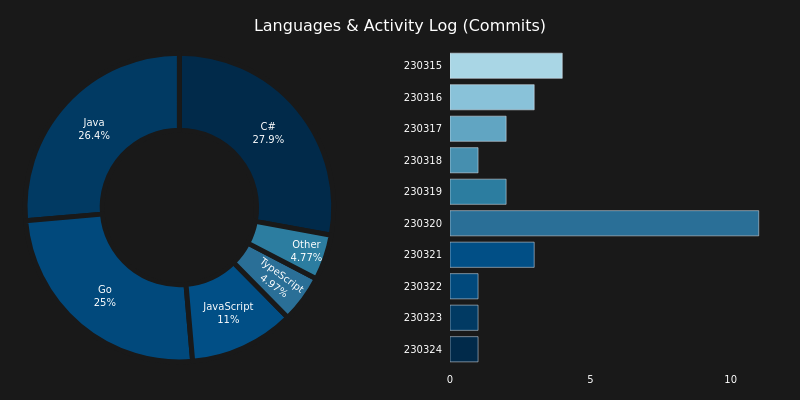 Languages & Activity Log (Commits)
Java
26.4%
C#
27.9%
Other
4.77%
TypeScript
4.97%
JavaScript
11%
Go
25%
230315
230316
230317
230318
230319
230320
230321
230322
230323
230324
0
5
10